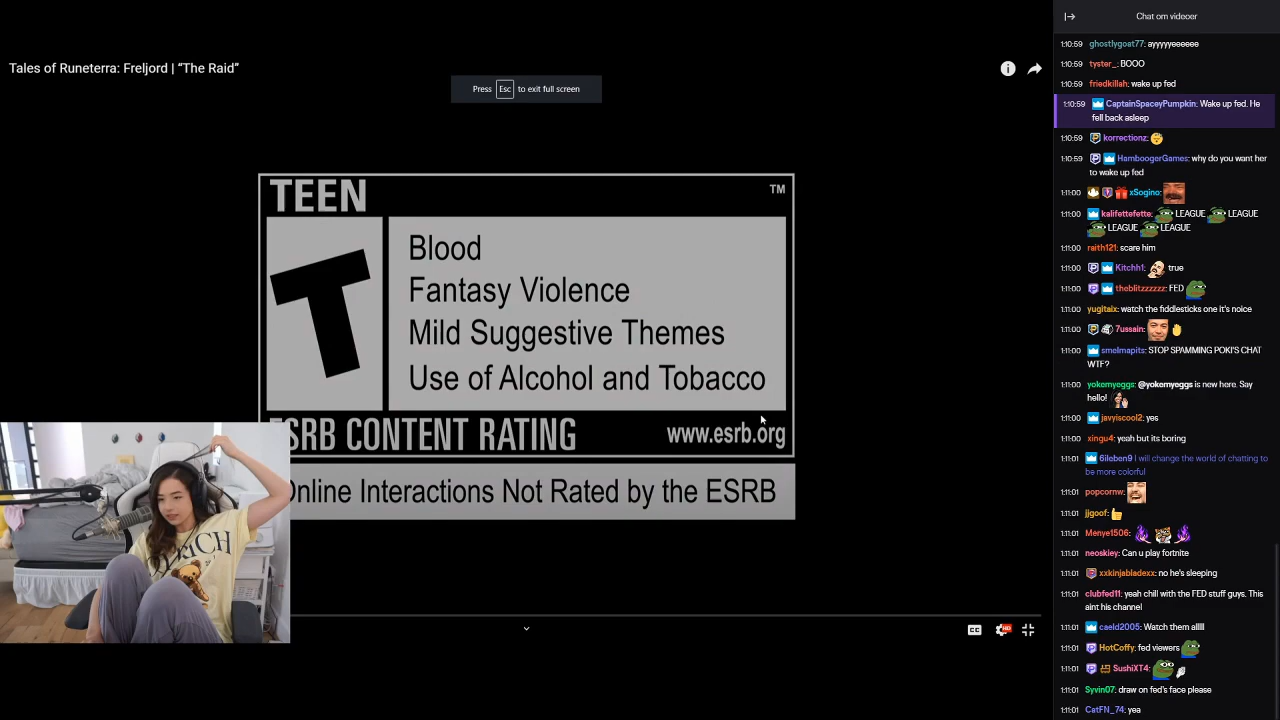 Tales of Runeterra: Freljord | “The Raid”
Press Esc to exit full screen
TEEN
TM
T
Blood
Fantasy Violence
Mild Suggestive Themes
Use of Alcohol and Tobacco
ESRB CONTENT RATING
www.esrb.org
Online Interactions Not Rated by the ESRB
RICH
CC
HD
Chat om videoer
1:10:59 ghostlygoat77: ayyyyyeeeeee
1:10:59 tyster_: BOOO
1:10:59 friedkillah: wake up fed
1:10:59 CaptainSpaceyPumpkin: Wake up fed. He
fell back asleep
1:10:59 korrectionz:
1:10:59 HamboogerGames: why do you want her
to wake up fed
1:11:00 xSogino:
1:11:00 kalifettefette: LEAGUE LEAGUE
LEAGUE LEAGUE
1:11:00 raith121: scare him
1:11:00 Kitchh1: true
1:11:00 theblitzzzzzz: FED
1:11:00 yugitaix: watch the fiddlesticks one it's noice
1:11:00 7ussain:
1:11:00 smelmapits: STOP SPAMMING POKI'S CHAT
WTF?
1:11:00 yokemyeggs: @yokemyeggs is new here. Say
hello!
1:11:00 javyiscool2: yes
1:11:00 xingu4: yeah but its boring
1:11:01 6ileben9 I will change the world of chatting to
be more colorful
1:11:01 popcornw:
1:11:01 jjgoof:
1:11:01 Menye1506:
1:11:01 neoskiey: Can u play fortnite
1:11:01 xxkinjabladexx: no he's sleeping
1:11:01 clubfed11: yeah chill with the FED stuff guys. This
aint his channel
1:11:01 caeld2005: Watch them alllll
1:11:01 HotCoffy: fed viewers
1:11:01 SushiXT4:
1:11:01 Syvin07: draw on fed's face please
1:11:01 CatFN_74: yea